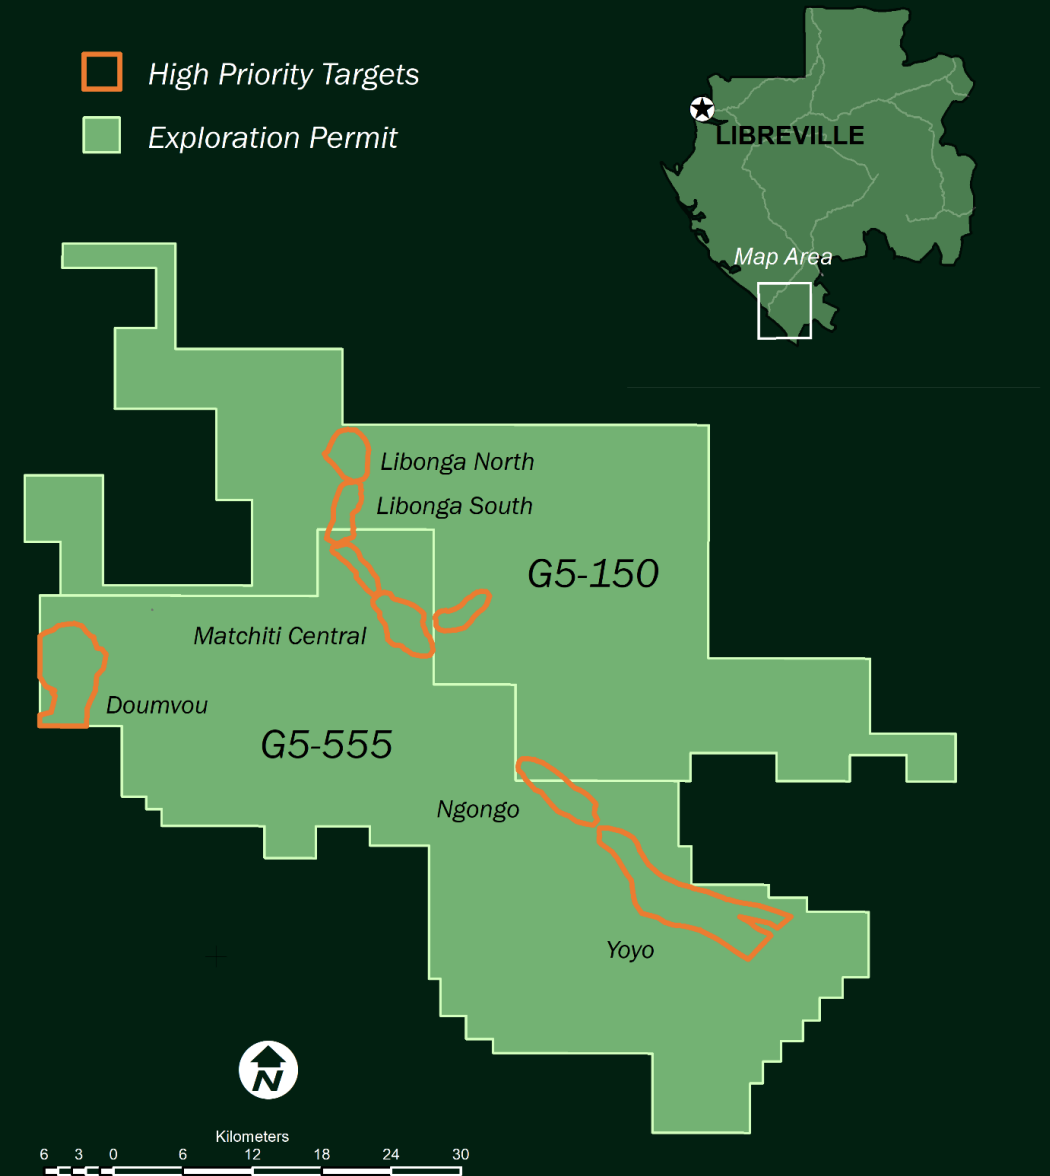 High Priority Targets
Exploration Permit
LIBREVILLE
Map Area
Libonga North
Libonga South
G5-150
Matchiti Central
Doumvou
G5-555
Ngongo
Yoyo
N
Kilometers
6 3 0 6 12 18 24 30